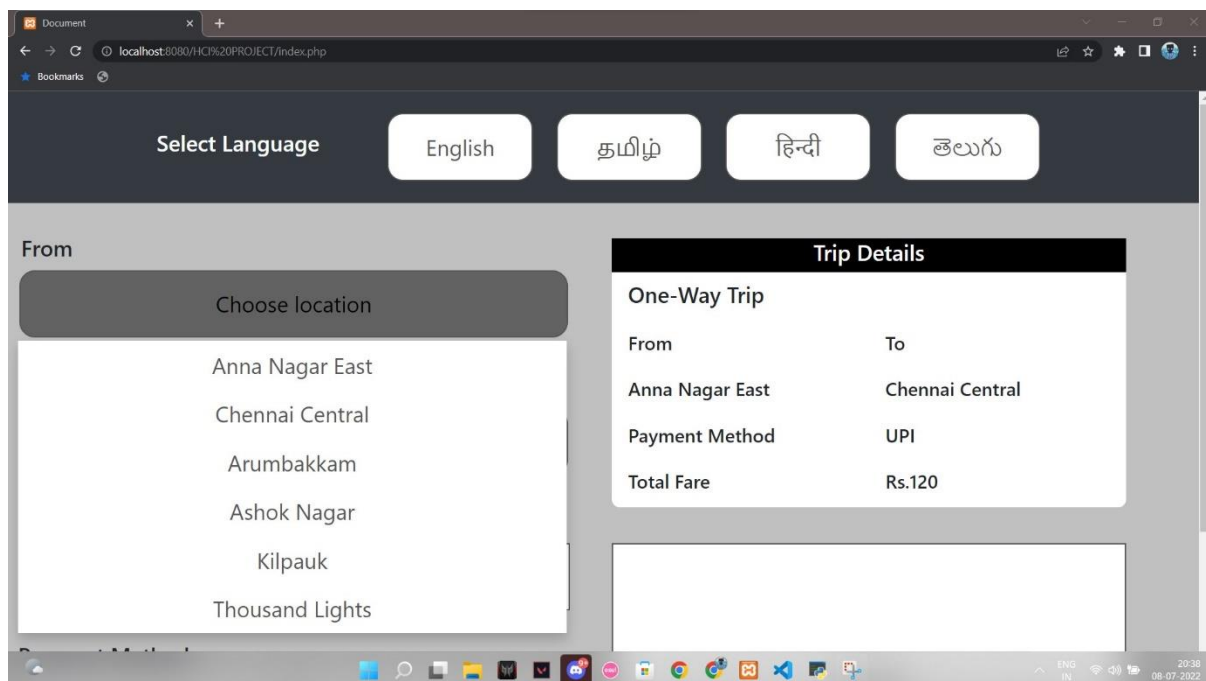 Document
localhost:8080/HCI%20PROJECT/index.php
Bookmarks
Select Language
English
தமிழ்
हिन्दी
తెలుగు
From
Choose location
Anna Nagar East
Chennai Central
Arumbakkam
Ashok Nagar
Kilpauk
Thousand Lights
Trip Details
One-Way Trip
From To
Anna Nagar East Chennai Central
Payment Method UPI
Total Fare Rs.120
ENG
IN
20:38
08-07-2022